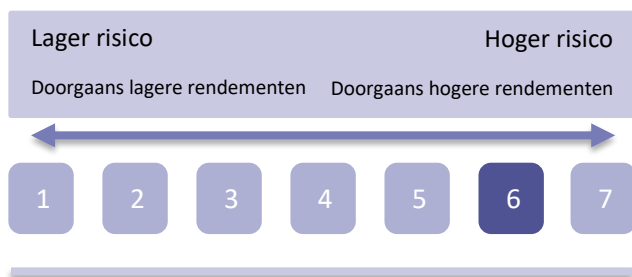 Lager risico Hoger risico
Doorgaans lagere rendementen Doorgaans hogere rendementen
1 2 3 4 5 6 7